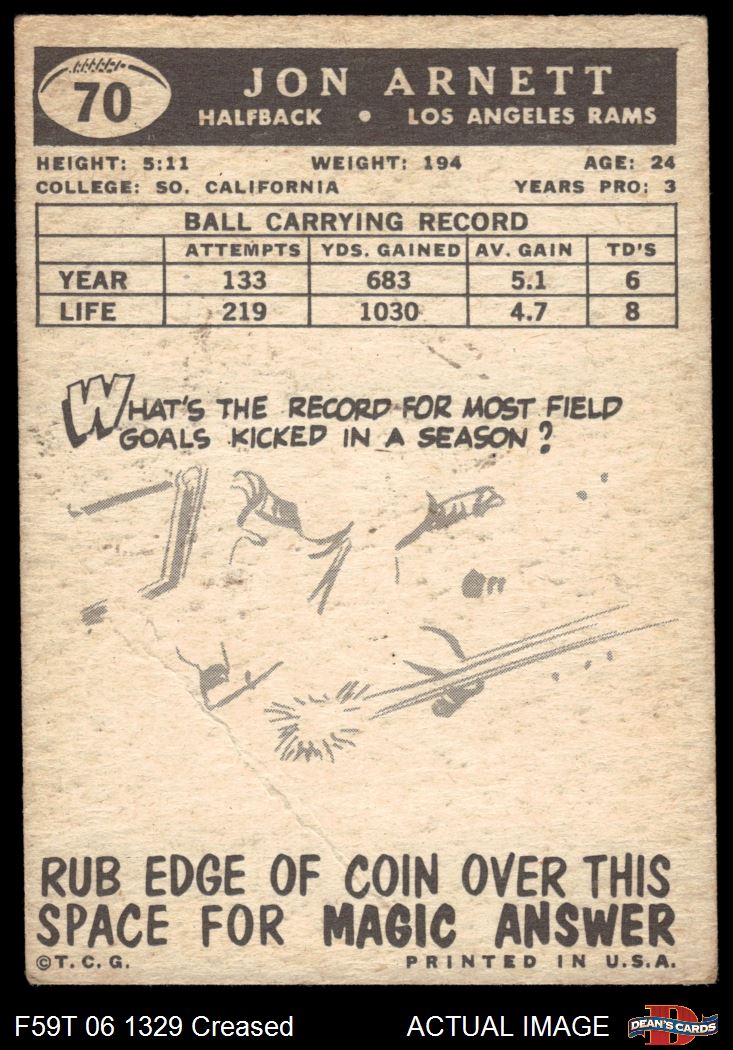 70
JON ARNETT
HALFBACK • LOS ANGELES RAMS
HEIGHT: 5:11 WEIGHT: 194 AGE: 24
COLLEGE: SO. CALIFORNIA YEARS PRO: 3
BALL CARRYING RECORD
ATTEMPTS YDS. GAINED AV. GAIN TD'S
YEAR 133 683 5.1 6
LIFE 219 1030 4.7 8
WHAT'S THE RECORD FOR MOST FIELD
GOALS KICKED IN A SEASON?
RUB EDGE OF COIN OVER THIS
SPACE FOR MAGIC ANSWER
©T.C.G. PRINTED IN U.S.A.
F59T 06 1329 Creased ACTUAL IMAGE
D
DEAN'S CARDS